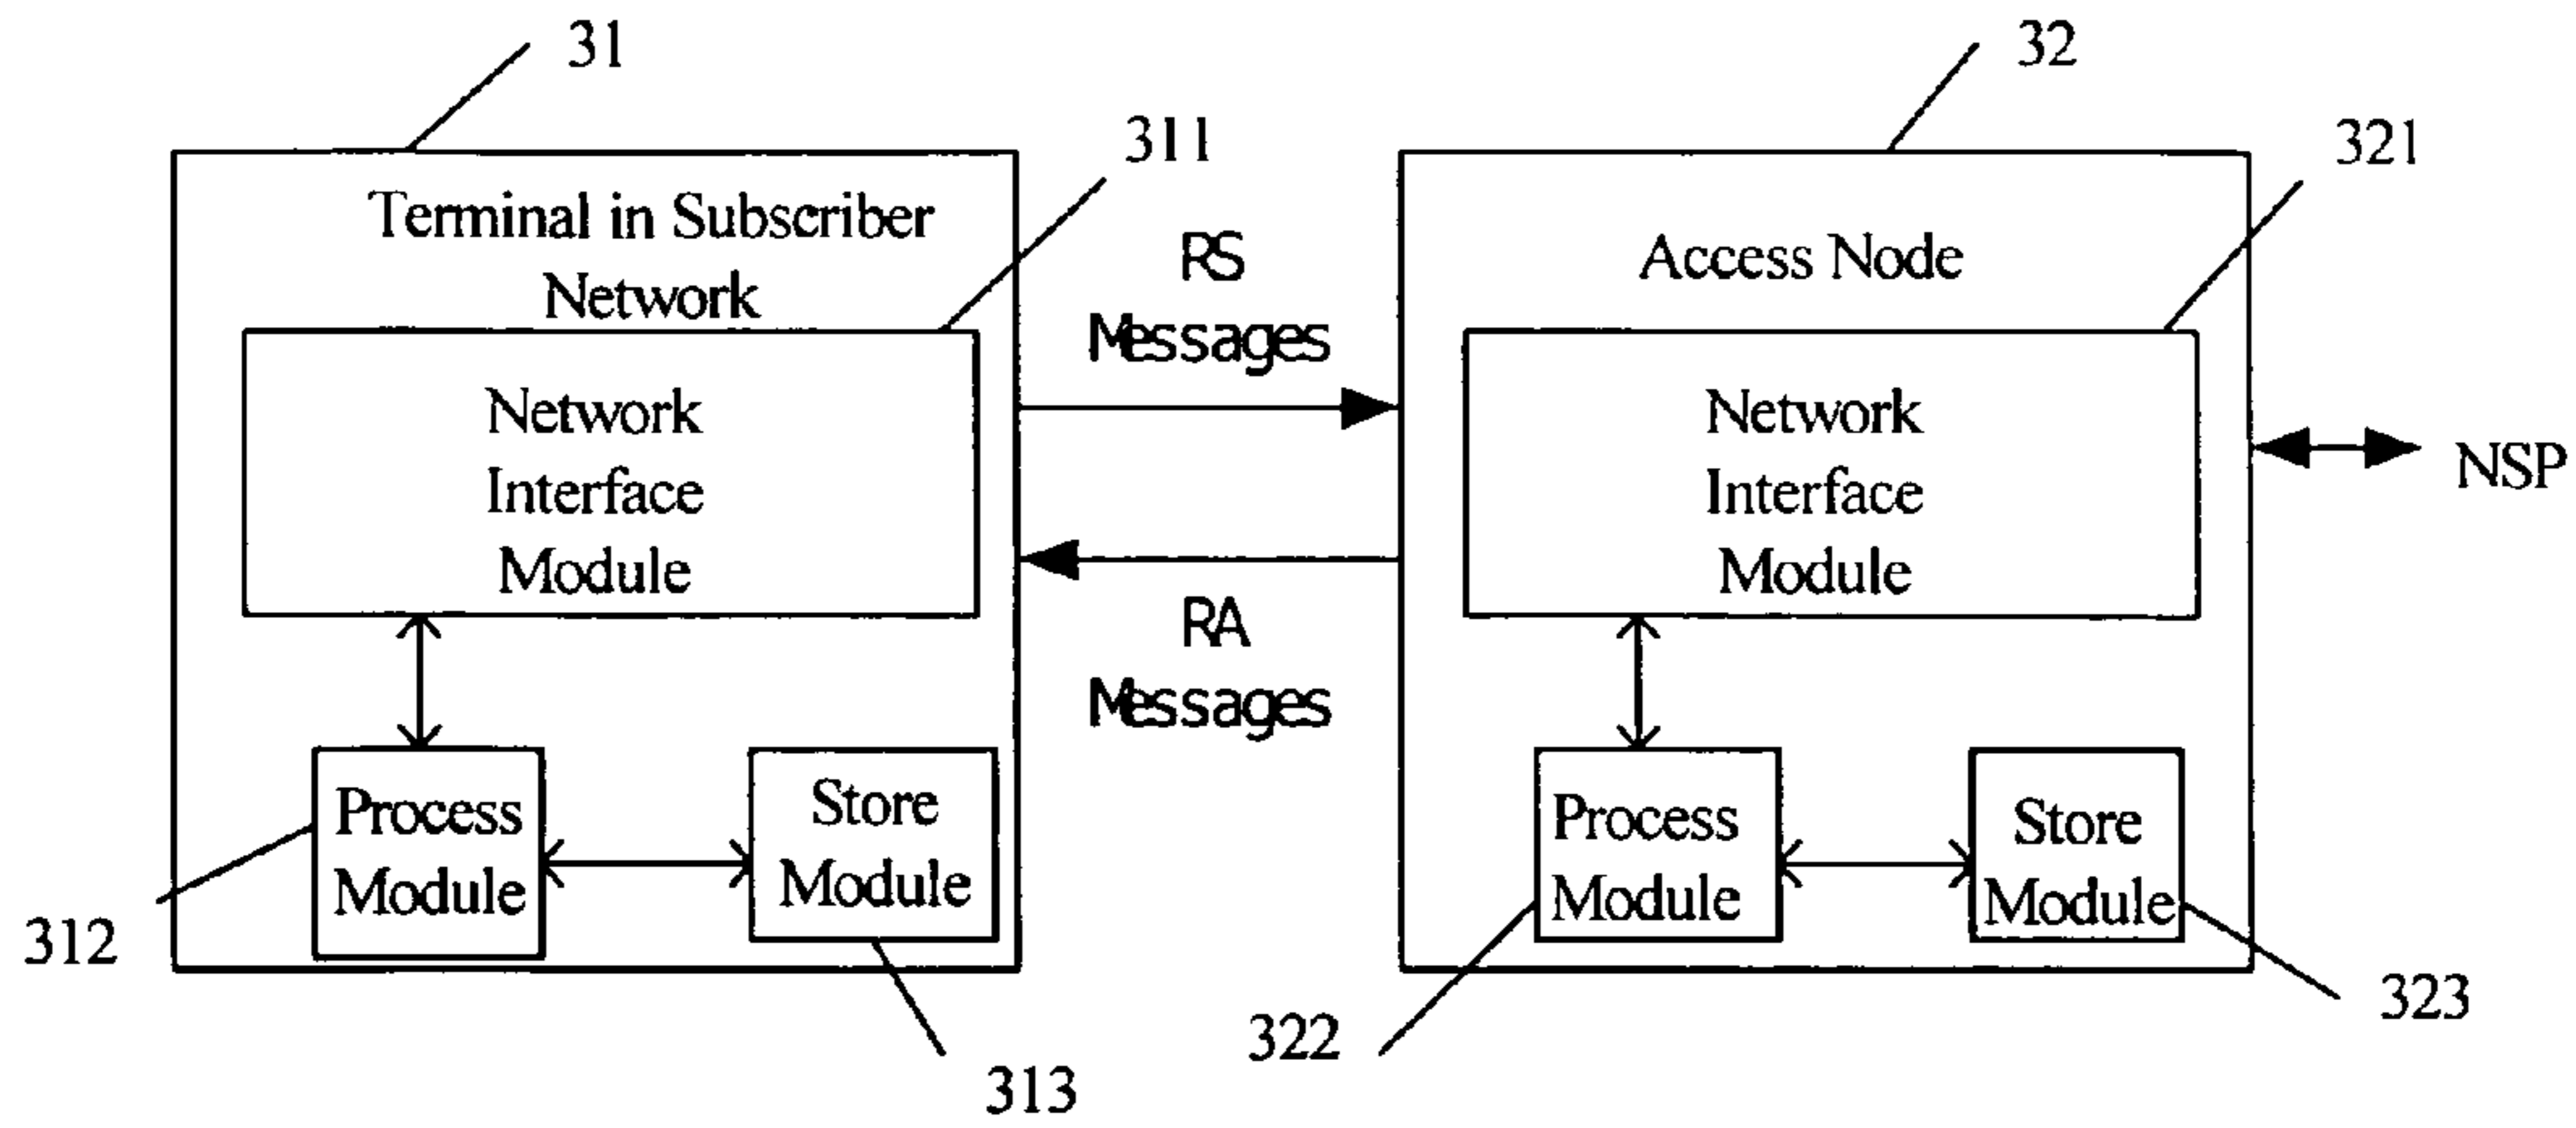 31
32
311
321
Terminal in Subscriber
Network
RS
Messages
Access Node
Network
Interface
Module
Network
Interface
Module
NSP
RA
Messages
Process
Module
Store
Module
Process
Module
Store
Module
312
313
322
323